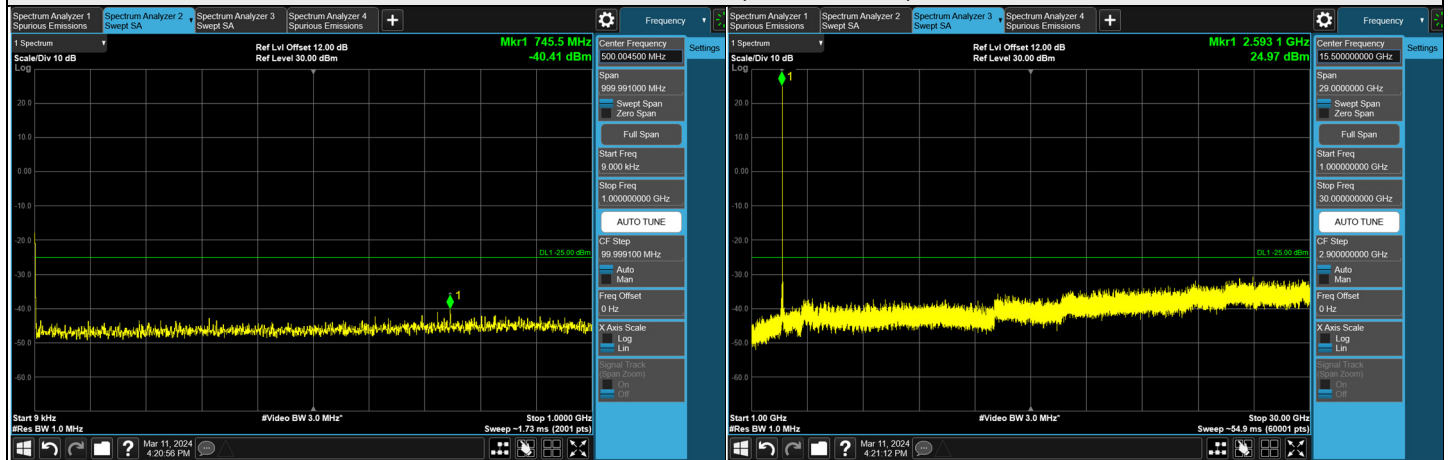 Spectrum Analyzer 1
Spurious Emissions
Spectrum Analyzer 2
Swept SA
Spectrum Analyzer 3
Swept SA
Spectrum Analyzer 4
Spurious Emissions
+
Frequency
1 Spectrum
Scale/Div 10 dB
Log
Ref Lvl Offset 12.00 dB
Ref Level 30.00 dBm
Mkr1 745.5 MHz
-40.41 dBm
1
20.0
10.0
0.00
-10.0
-20.0
-30.0
-40.0
-50.0
-60.0
DL1 -25.00 dBm
Start 9 kHz
#Res BW 1.0 MHz
#Video BW 3.0 MHz*
Stop 1.0000 GHz
Sweep ~1.73 ms (2001 pts)
Center Frequency
500.004500 MHz
Settings
Span
999.991000 MHz
Swept Span
Zero Span
Full Span
Start Freq
9.000 kHz
Stop Freq
1.000000000 GHz
AUTO TUNE
CF Step
99.999100 MHz
Auto
Man
Freq Offset
0 Hz
X Axis Scale
Log
Lin
Signal Track
(Span Zoom)
On
Off
?
Mar 11, 2024
4:20:56 PM
Spectrum Analyzer 1
Spurious Emissions
Spectrum Analyzer 2
Swept SA
Spectrum Analyzer 3
Swept SA
Spectrum Analyzer 4
Spurious Emissions
+
Frequency
1 Spectrum
Scale/Div 10 dB
Log
Ref Lvl Offset 12.00 dB
Ref Level 30.00 dBm
Mkr1 2.593 1 GHz
24.97 dBm
1
20.0
10.0
0.00
-10.0
-20.0
-30.0
-40.0
-50.0
-60.0
DL1 -25.00 dBm
Start 1.00 GHz
#Res BW 1.0 MHz
#Video BW 3.0 MHz*
Stop 30.00 GHz
Sweep ~54.9 ms (60001 pts)
Center Frequency
15.500000000 GHz
Settings
Span
29.0000000 GHz
Swept Span
Zero Span
Full Span
Start Freq
1.000000000 GHz
Stop Freq
30.000000000 GHz
AUTO TUNE
CF Step
2.900000000 GHz
Auto
Man
Freq Offset
0 Hz
X Axis Scale
Log
Lin
Signal Track
(Span Zoom)
On
Off
?
Mar 11, 2024
4:21:12 PM